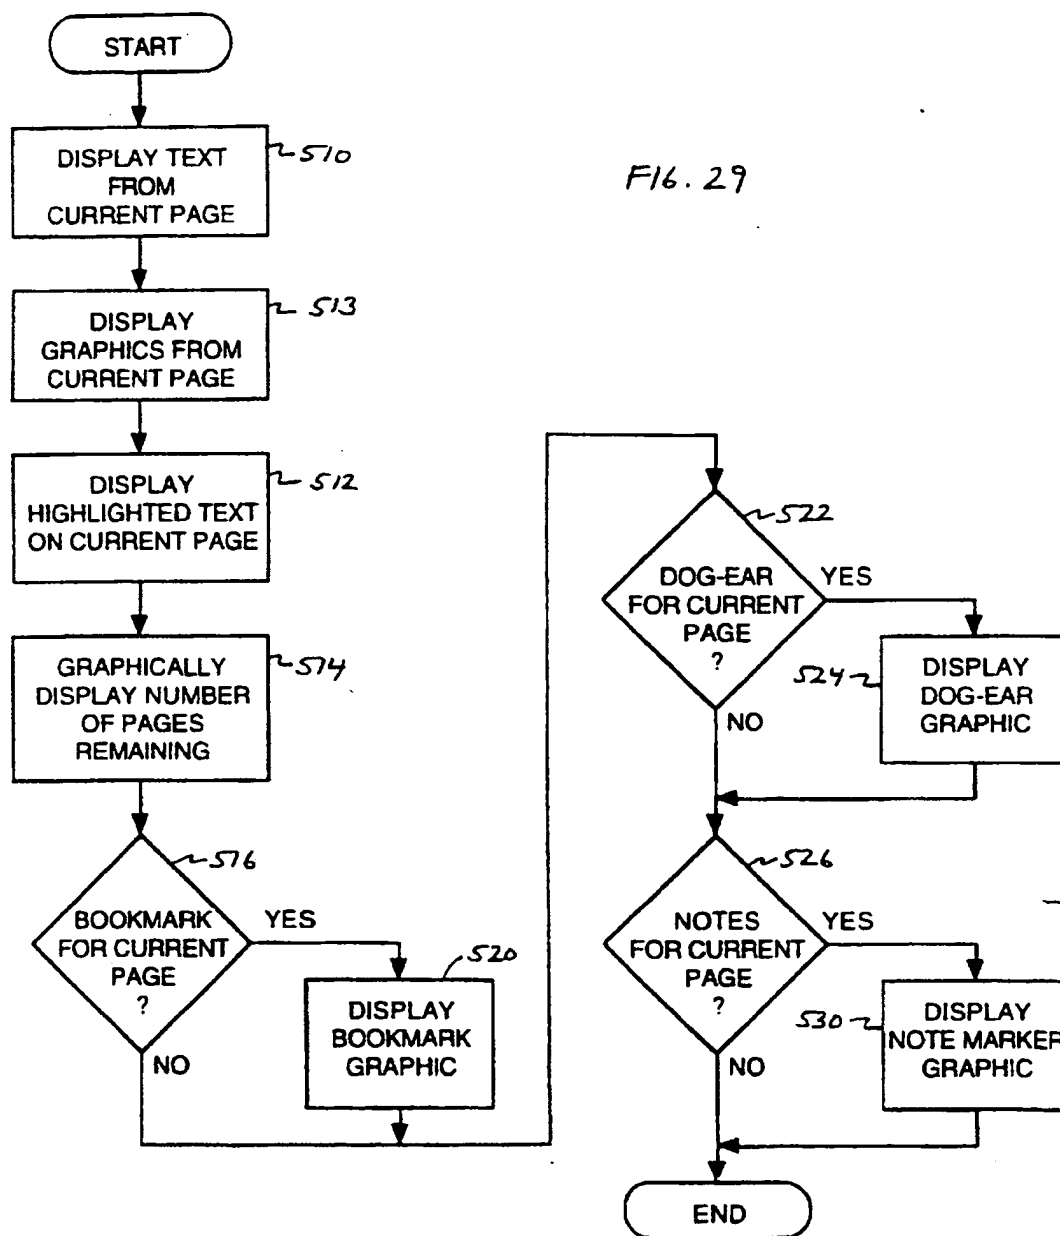 START
DISPLAY TEXT
FROM
CURRENT PAGE
510
FIG. 29
DISPLAY
GRAPHICS FROM
CURRENT PAGE
513
DISPLAY
HIGHLIGHTED TEXT
ON CURRENT PAGE
512
GRAPHICALLY
DISPLAY NUMBER
OF PAGES
REMAINING
514
BOOKMARK
FOR CURRENT
PAGE
?
516
YES
NO
DISPLAY
BOOKMARK
GRAPHIC
520
DOG-EAR
FOR CURRENT
PAGE
?
522
YES
NO
DISPLAY
DOG-EAR
GRAPHIC
524
NOTES
FOR CURRENT
PAGE
?
526
YES
NO
DISPLAY
NOTE MARKER
GRAPHIC
530
END